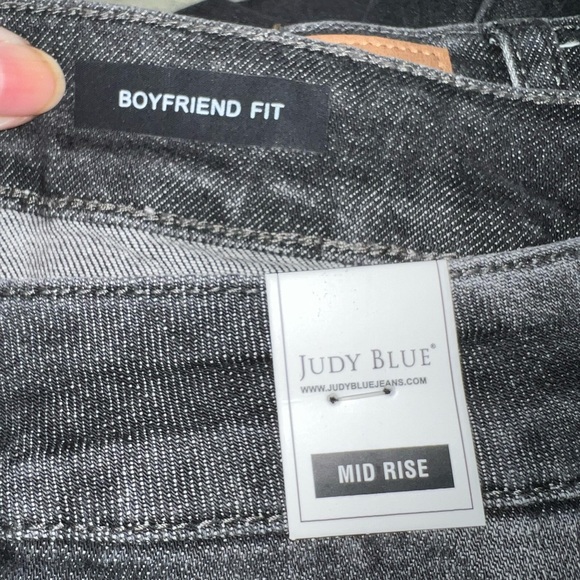 BOYFRIEND FIT
JUDY BLUE®
WWW.JUDYBLUEJEANS.COM
MID RISE